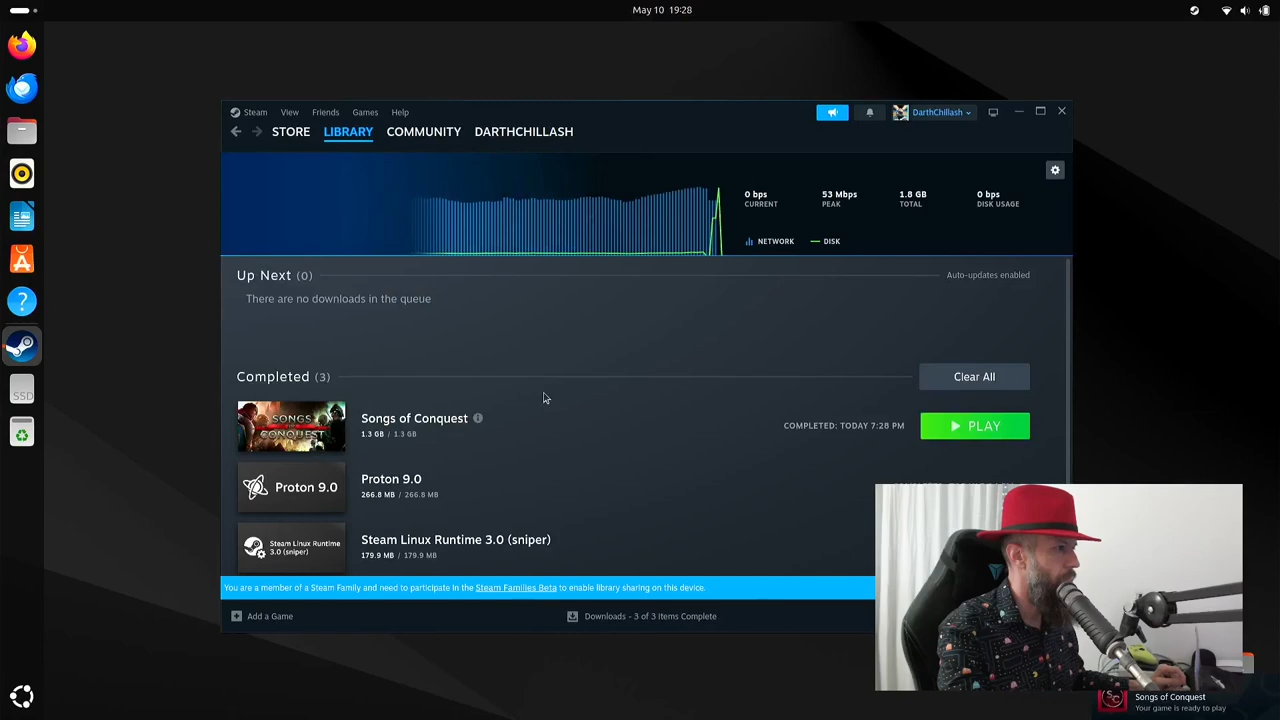 May 10 19:28
Steam View Friends Games Help
DarthChillash
STORE LIBRARY COMMUNITY DARTHCHILLASH
0 bps 53 Mbps 1.8 GB 0 bps
CURRENT PEAK TOTAL DISK USAGE
NETWORK DISK
Up Next (0) Auto-updates enabled
There are no downloads in the queue
Completed (3) Clear All
SONGS OF CONQUEST
Songs of Conquest
1.3 GB / 1.3 GB
COMPLETED: TODAY 7:28 PM
PLAY
Proton 9.0
Proton 9.0
266.8 MB / 266.8 MB
Steam Linux Runtime 3.0 (sniper)
Steam Linux Runtime 3.0 (sniper)
179.9 MB / 179.9 MB
You are a member of a Steam Family and need to participate in the Steam Families Beta to enable library sharing on this device.
Add a Game Downloads - 3 of 3 Items Complete
SSD
SC
Songs of Conquest
Your game is ready to play